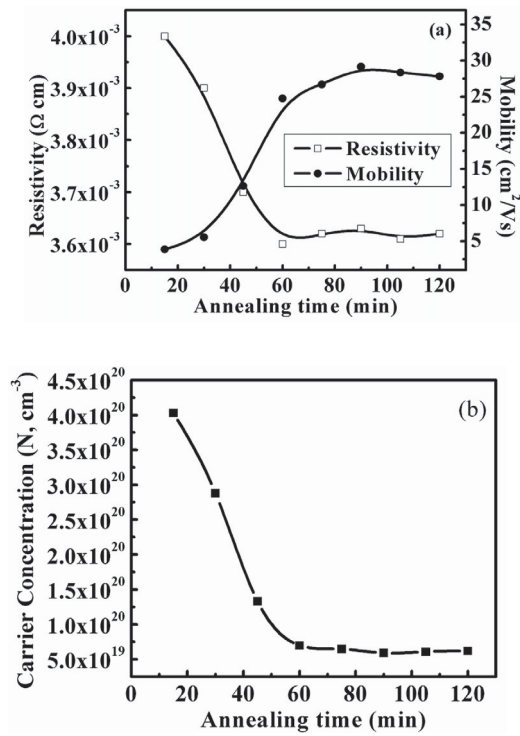 (a)
Resistivity (Ω cm)
4.0x10⁻³
3.9x10⁻³
3.8x10⁻³
3.7x10⁻³
3.6x10⁻³
Resistivity
Mobility
35
30
25
20
15
10
5
Mobility (cm²/Vs)
0 20 40 60 80 100 120
Annealing time (min)
(b)
Carrier Concentration (N, cm⁻³)
4.5x10²⁰
4.0x10²⁰
3.5x10²⁰
3.0x10²⁰
2.5x10²⁰
2.0x10²⁰
1.5x10²⁰
1.0x10²⁰
5.0x10¹⁹
0 20 40 60 80 100 120
Annealing time (min)